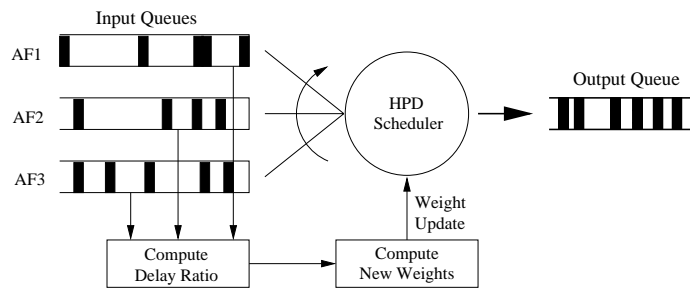 Input Queues
AF1
AF2
AF3
HPD
Scheduler
Output Queue
Weight
Update
Compute
Delay Ratio
Compute
New Weights